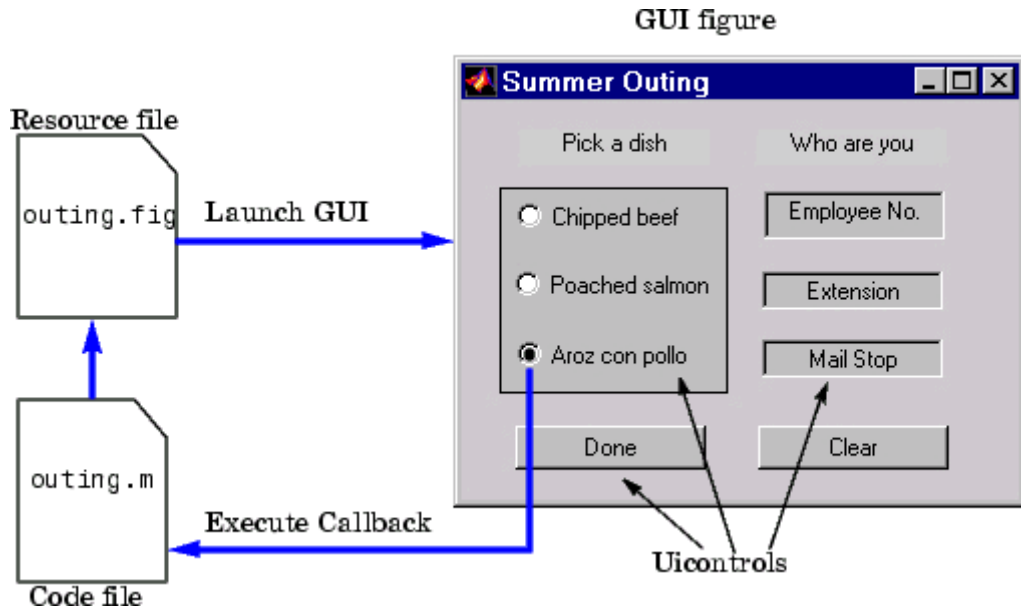 GUI figure
Summer Outing
Resource file
Pick a dish
Who are you
outing.fig
Launch GUI
Chipped beef
Employee No.
Poached salmon
Extension
Aroz con pollo
Mail Stop
outing.m
Done
Clear
Execute Callback
Uicontrols
Code file